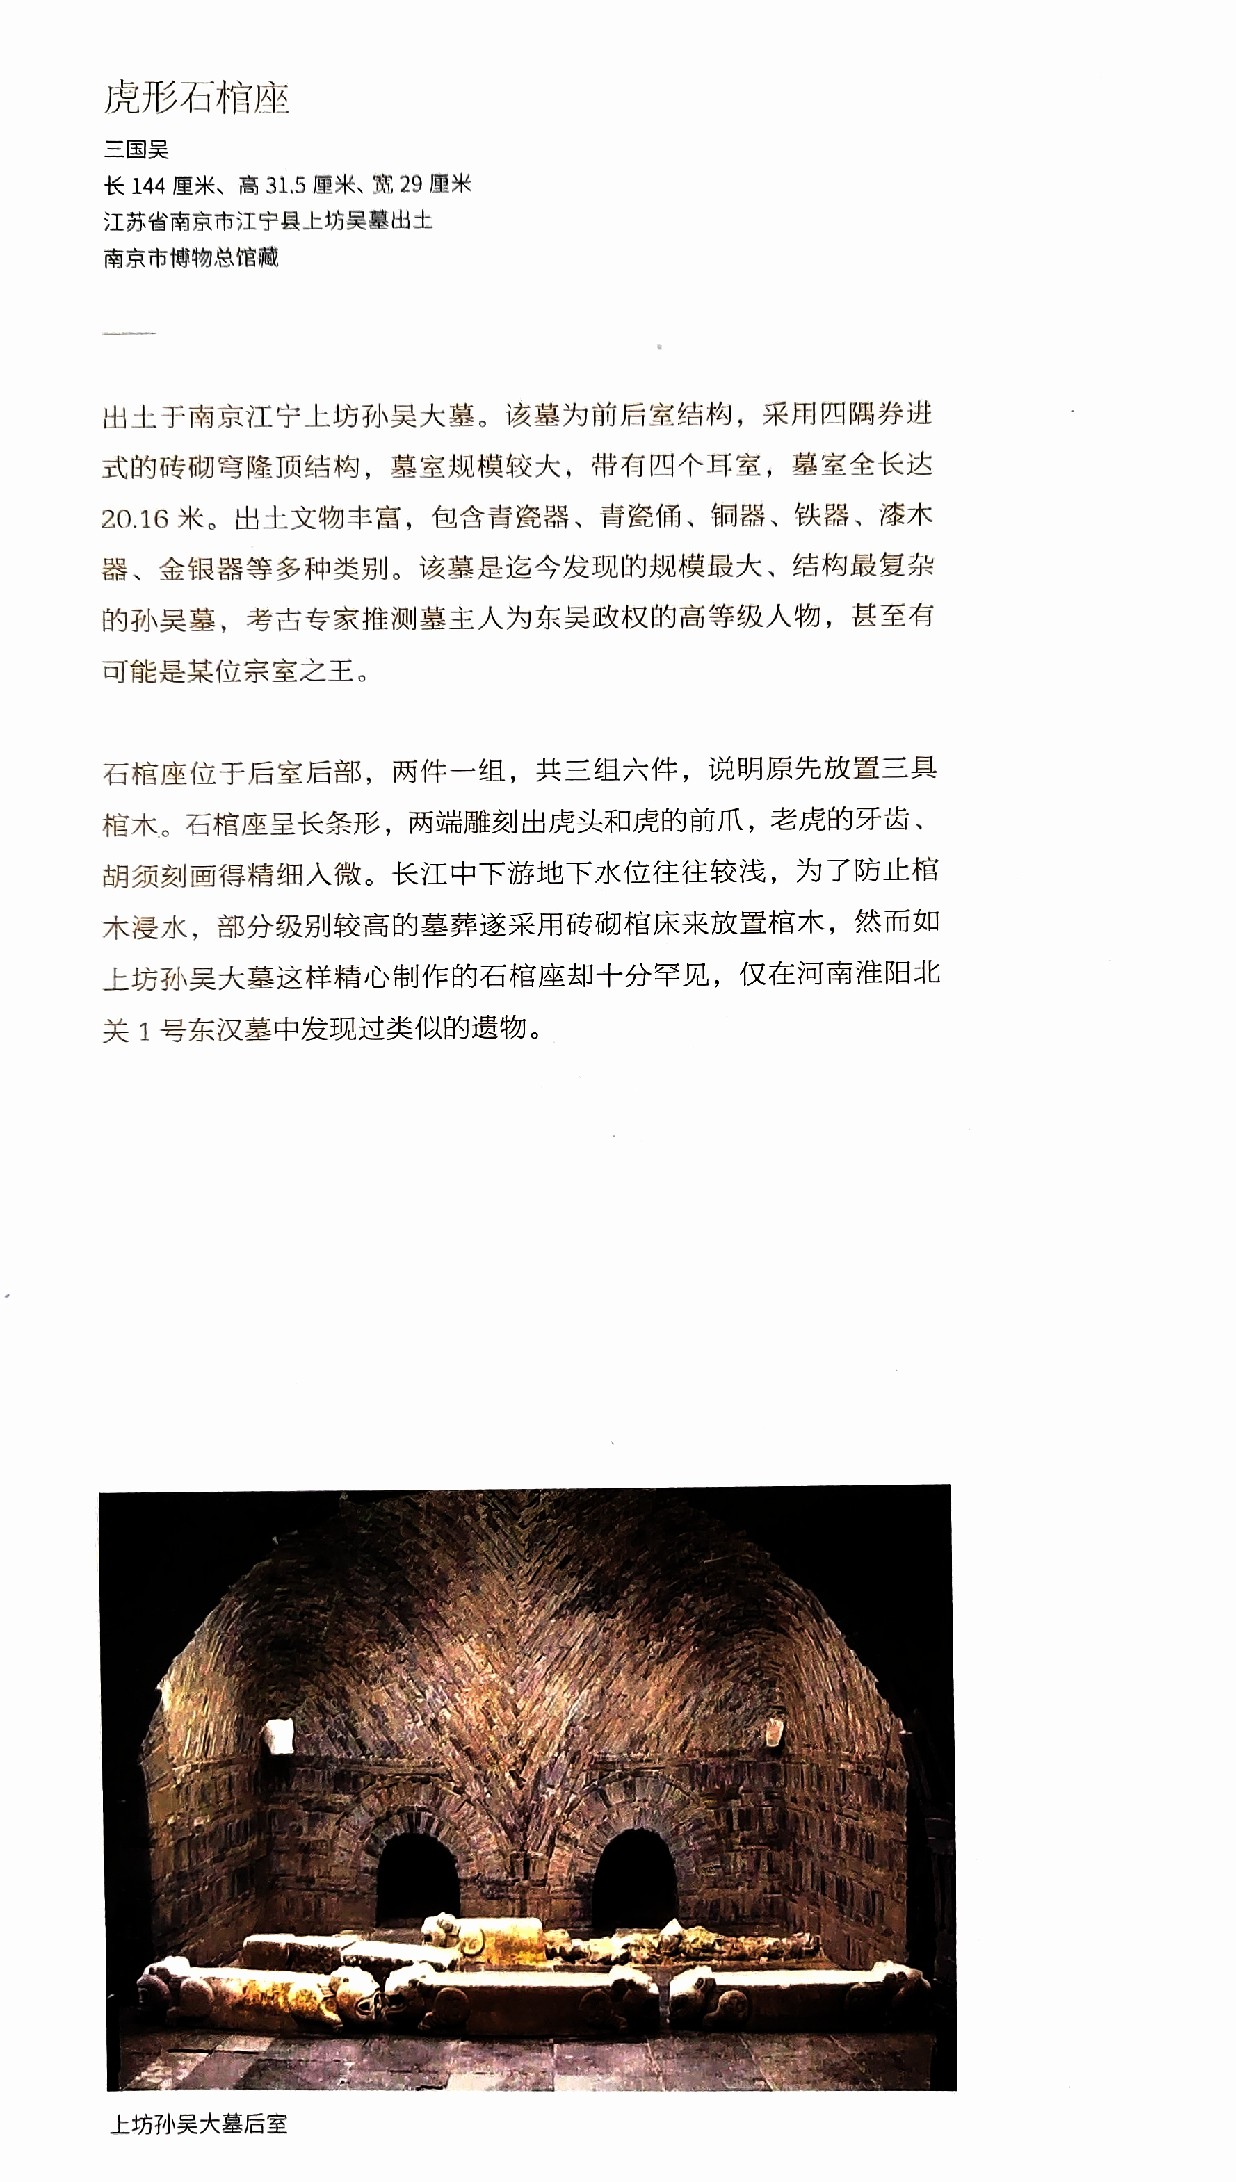 虎形石棺座
三国吴
长 144 厘米、高 31.5 厘米、宽 29 厘米
江苏省南京市江宁县上坊吴墓出土
南京市博物总馆藏
出土于南京江宁上坊孙吴大墓。该墓为前后室结构，采用四隅券进
式的砖砌穹隆顶结构，墓室规模较大，带有四个耳室，墓室全长达
20.16 米。出土文物丰富，包含青瓷器、青瓷俑、铜器、铁器、漆木
器、金银器等多种类别。该墓是迄今发现的规模最大、结构最复杂
的孙吴墓，考古专家推测墓主人为东吴政权的高等级人物，甚至有
可能是某位宗室之王。
石棺座位于后室后部，两件一组，共三组六件，说明原先放置三具
棺木。石棺座呈长条形，两端雕刻出虎头和虎的前爪，老虎的牙齿、
胡须刻画得精细入微。长江中下游地下水位往往较浅，为了防止棺
木浸水，部分级别较高的墓葬遂采用砖砌棺床来放置棺木，然而如
上坊孙吴大墓这样精心制作的石棺座却十分罕见，仅在河南淮阳北
关 1 号东汉墓中发现过类似的遗物。
上坊孙吴大墓后室